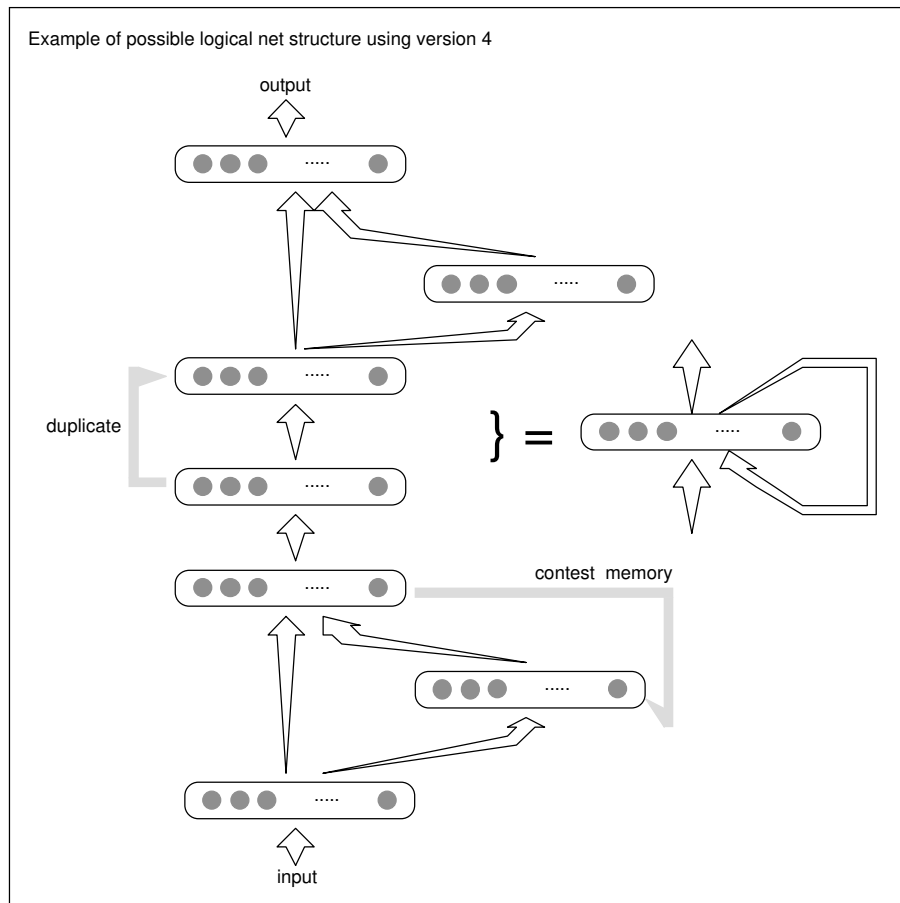 Example of possible logical net structure using version 4
output
.....
.....
.....
duplicate
} =
.....
.....
.....
contest memory
.....
.....
input